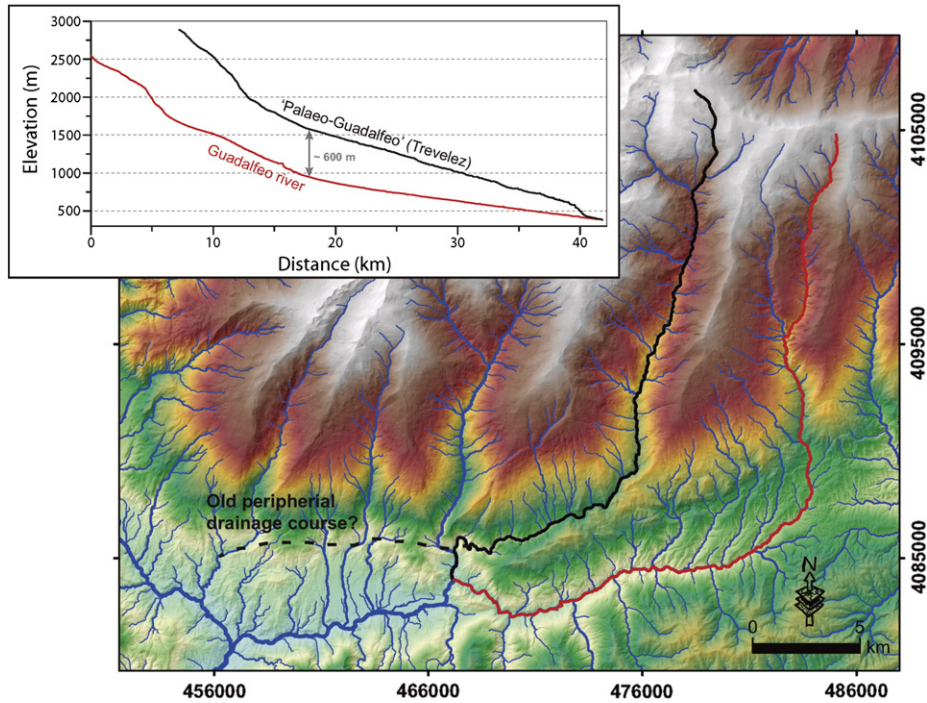 3000
2500
2000
1500
1000
500
Elevation (m)
'Palaeo-Guadalfeo' (Trevelez)
~ 600 m
Guadalfeo river
0
10
20
30
40
Distance (km)
4105000
4095000
4085000
Old peripherial
drainage course?
N
0
5
km
456000
466000
476000
486000